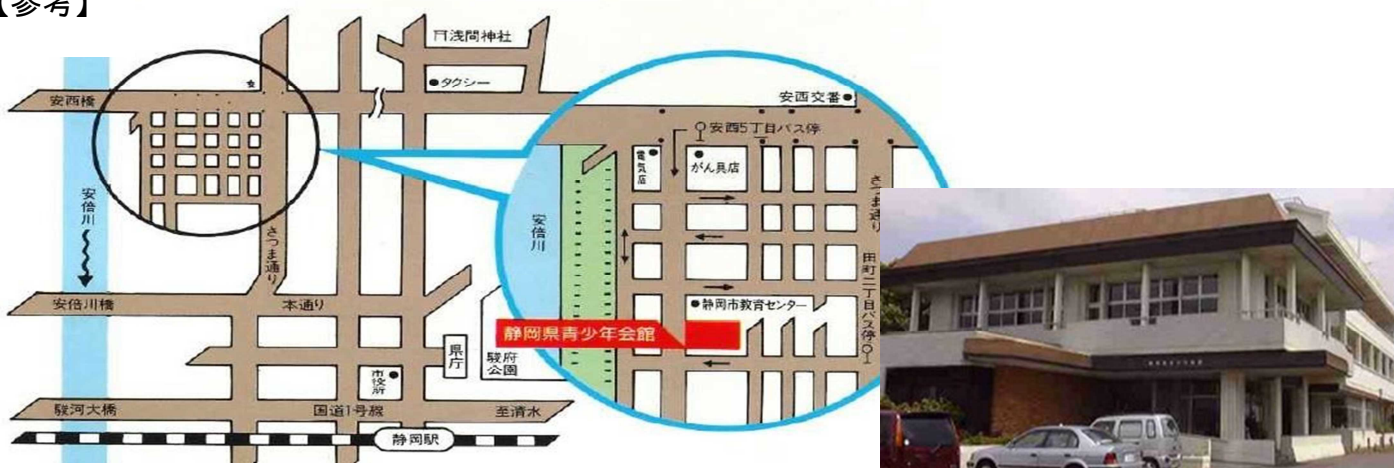 【参考】
安西橋
安倍川
安倍川橋
駿河大橋
さつま通り
本通り
国道1号線
静岡駅
至清水
市役所
県庁
駿府公園
浅間神社
タクシー
安西交番
安西5丁目バス停
電気店
がん具店
さつま通り
安倍川
田町二丁目バス停
静岡市教育センター
静岡県青少年会館